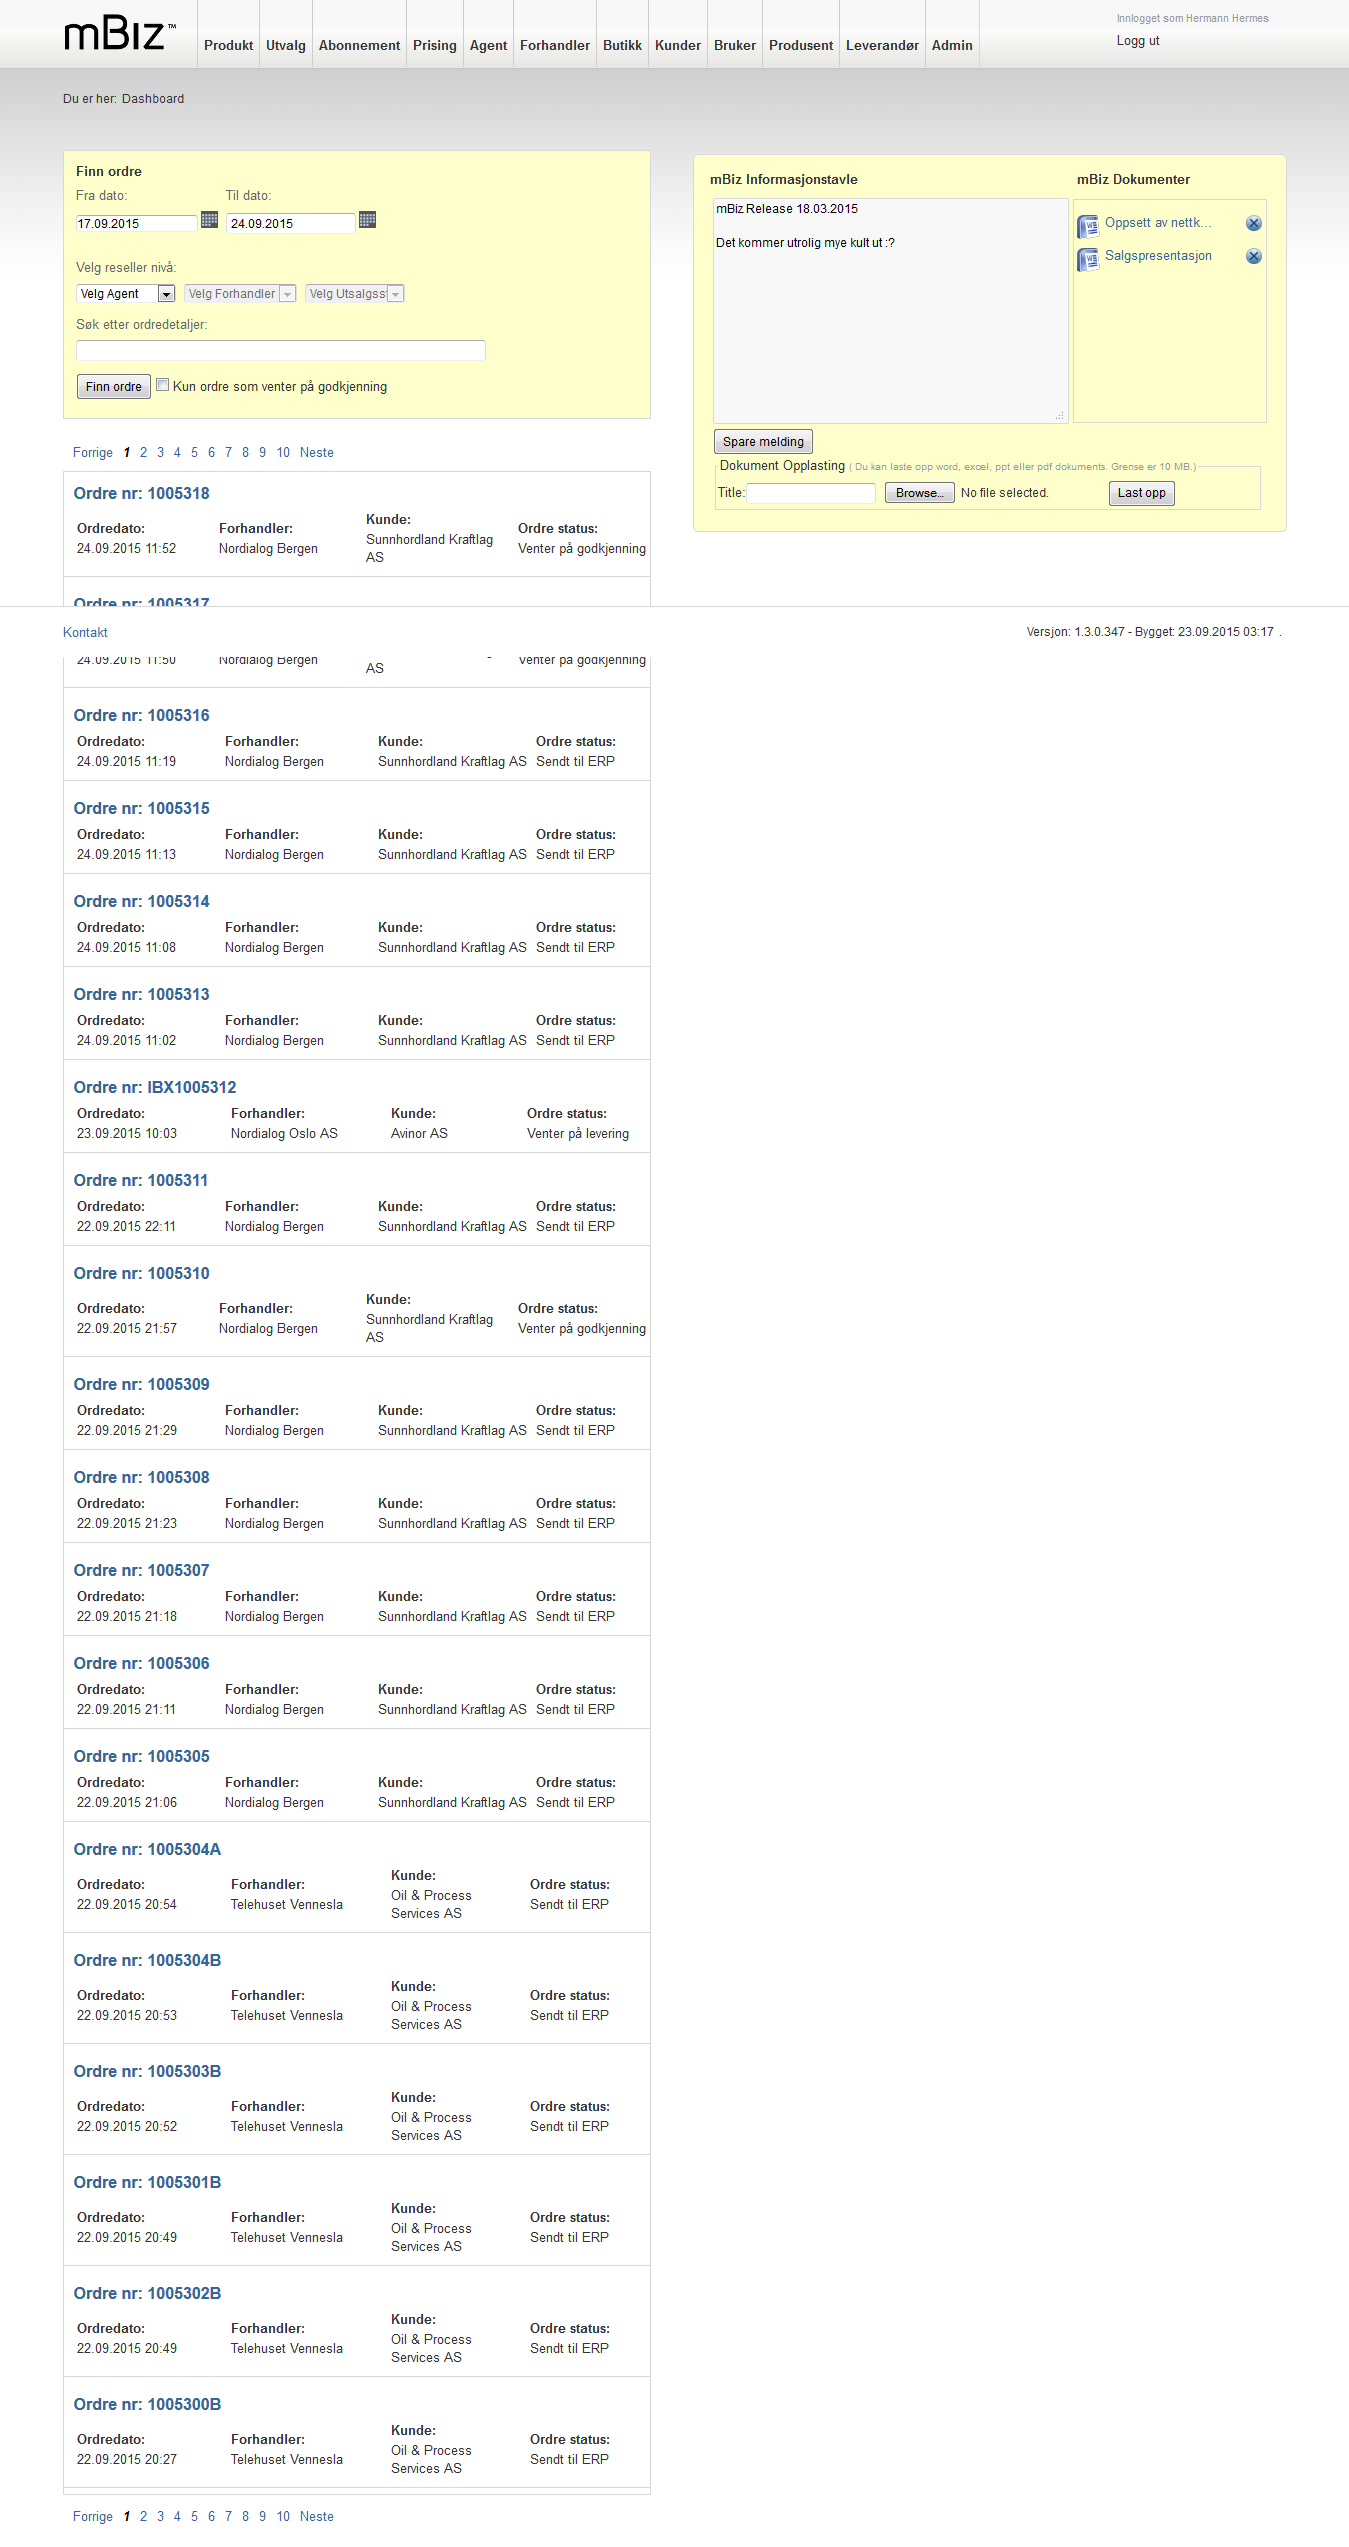 mBiz™
Produkt Utvalg Abonnement Prising Agent Forhandler Butikk Kunder Bruker Produsent Leverandør Admin
Innlogget som Hermann Hermes
Logg ut
Du er her: Dashboard
Finn ordre
Fra dato: Til dato:
17.09.2015 24.09.2015
Velg reseller nivå:
Velg Agent Velg Forhandler Velg Utsalgss
Søk etter ordredetaljer:
Finn ordre Kun ordre som venter på godkjenning
mBiz Informasjonstavle mBiz Dokumenter
mBiz Release 18.03.2015
Det kommer utrolig mye kult ut :?
Oppsett av nettk...
Salgspresentasjon
Spare melding
Dokument Opplasting ( Du kan laste opp word, excel, ppt eller pdf dokuments. Grense er 10 MB.)
Title: Browse... No file selected. Last opp
Forrige 1 2 3 4 5 6 7 8 9 10 Neste
Ordre nr: 1005318
Ordredato: Forhandler: Kunde: Ordre status:
24.09.2015 11:52 Nordialog Bergen Sunnhordland Kraftlag Venter på godkjenning
AS
Ordre nr: 1005317
Kontakt
Versjon: 1.3.0.347 - Bygget: 23.09.2015 03:17 .
24.09.2015 11:50 Nordialog Bergen Venter på godkjenning
AS
Ordre nr: 1005316
Ordredato: Forhandler: Kunde: Ordre status:
24.09.2015 11:19 Nordialog Bergen Sunnhordland Kraftlag AS Sendt til ERP
Ordre nr: 1005315
Ordredato: Forhandler: Kunde: Ordre status:
24.09.2015 11:13 Nordialog Bergen Sunnhordland Kraftlag AS Sendt til ERP
Ordre nr: 1005314
Ordredato: Forhandler: Kunde: Ordre status:
24.09.2015 11:08 Nordialog Bergen Sunnhordland Kraftlag AS Sendt til ERP
Ordre nr: 1005313
Ordredato: Forhandler: Kunde: Ordre status:
24.09.2015 11:02 Nordialog Bergen Sunnhordland Kraftlag AS Sendt til ERP
Ordre nr: IBX1005312
Ordredato: Forhandler: Kunde: Ordre status:
23.09.2015 10:03 Nordialog Oslo AS Avinor AS Venter på levering
Ordre nr: 1005311
Ordredato: Forhandler: Kunde: Ordre status:
22.09.2015 22:11 Nordialog Bergen Sunnhordland Kraftlag AS Sendt til ERP
Ordre nr: 1005310
Ordredato: Forhandler: Kunde: Ordre status:
22.09.2015 21:57 Nordialog Bergen Sunnhordland Kraftlag Venter på godkjenning
AS
Ordre nr: 1005309
Ordredato: Forhandler: Kunde: Ordre status:
22.09.2015 21:29 Nordialog Bergen Sunnhordland Kraftlag AS Sendt til ERP
Ordre nr: 1005308
Ordredato: Forhandler: Kunde: Ordre status:
22.09.2015 21:23 Nordialog Bergen Sunnhordland Kraftlag AS Sendt til ERP
Ordre nr: 1005307
Ordredato: Forhandler: Kunde: Ordre status:
22.09.2015 21:18 Nordialog Bergen Sunnhordland Kraftlag AS Sendt til ERP
Ordre nr: 1005306
Ordredato: Forhandler: Kunde: Ordre status:
22.09.2015 21:11 Nordialog Bergen Sunnhordland Kraftlag AS Sendt til ERP
Ordre nr: 1005305
Ordredato: Forhandler: Kunde: Ordre status:
22.09.2015 21:06 Nordialog Bergen Sunnhordland Kraftlag AS Sendt til ERP
Ordre nr: 1005304A
Ordredato: Forhandler: Kunde: Ordre status:
22.09.2015 20:54 Telehuset Vennesla Oil & Process Sendt til ERP
Services AS
Ordre nr: 1005304B
Ordredato: Forhandler: Kunde: Ordre status:
22.09.2015 20:53 Telehuset Vennesla Oil & Process Sendt til ERP
Services AS
Ordre nr: 1005303B
Ordredato: Forhandler: Kunde: Ordre status:
22.09.2015 20:52 Telehuset Vennesla Oil & Process Sendt til ERP
Services AS
Ordre nr: 1005301B
Ordredato: Forhandler: Kunde: Ordre status:
22.09.2015 20:49 Telehuset Vennesla Oil & Process Sendt til ERP
Services AS
Ordre nr: 1005302B
Ordredato: Forhandler: Kunde: Ordre status:
22.09.2015 20:49 Telehuset Vennesla Oil & Process Sendt til ERP
Services AS
Ordre nr: 1005300B
Ordredato: Forhandler: Kunde: Ordre status:
22.09.2015 20:27 Telehuset Vennesla Oil & Process Sendt til ERP
Services AS
Forrige 1 2 3 4 5 6 7 8 9 10 Neste